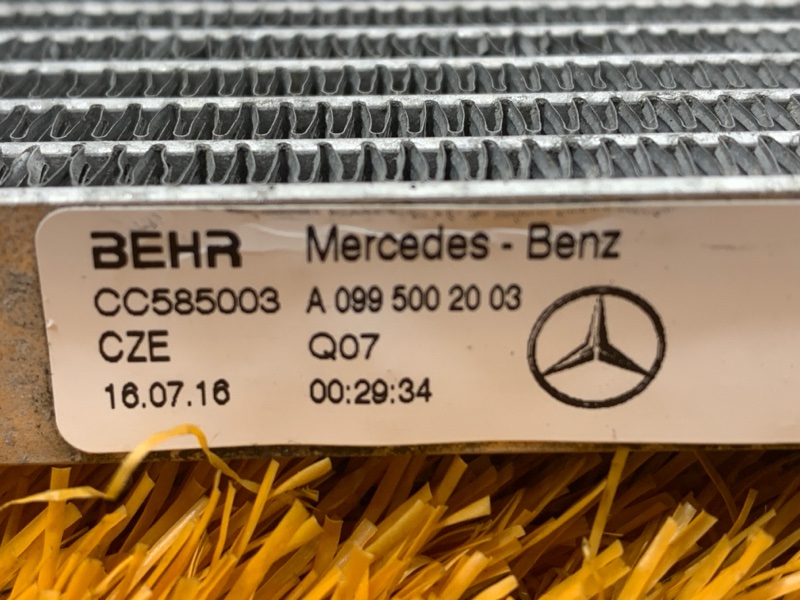 BEHR Mercedes - Benz
CC585003 A 099 500 20 03
CZE Q07
16.07.16 00:29:34